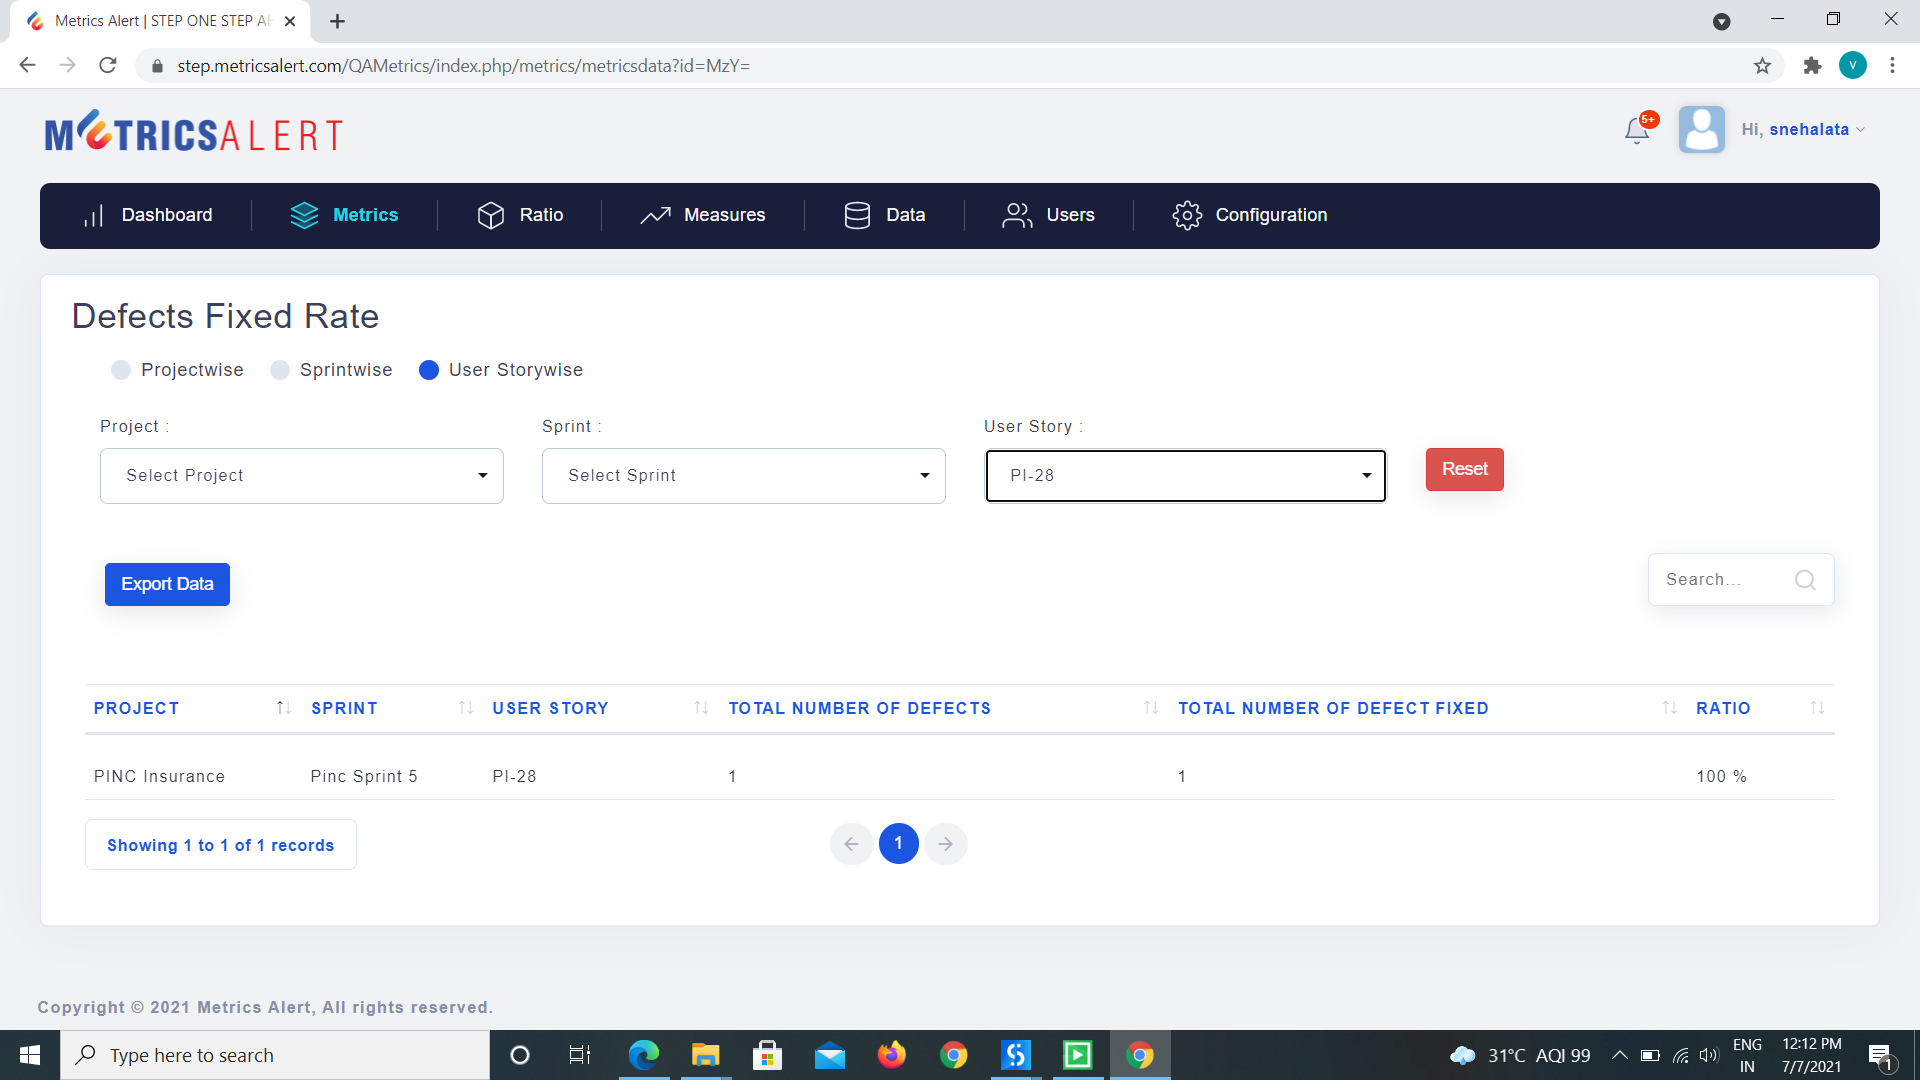 Metrics Alert | STEP ONE STEP AH
step.metricsalert.com/QAMetrics/index.php/metrics/metricsdata?id=MzY=
V
METRICSALERT
5+
Hi, snehalata
Dashboard
Metrics
Ratio
Measures
Data
Users
Configuration
Defects Fixed Rate
Projectwise
Sprintwise
User Storywise
Project :
Sprint :
User Story :
Select Project
Select Sprint
PI-28
Reset
Export Data
Search...
PROJECT SPRINT USER STORY TOTAL NUMBER OF DEFECTS TOTAL NUMBER OF DEFECT FIXED RATIO
PINC Insurance Pinc Sprint 5 PI-28 1 1 100 %
Showing 1 to 1 of 1 records
1
Copyright © 2021 Metrics Alert, All rights reserved.
Type here to search
31°C AQI 99
ENG
IN
12:12 PM
7/7/2021
1